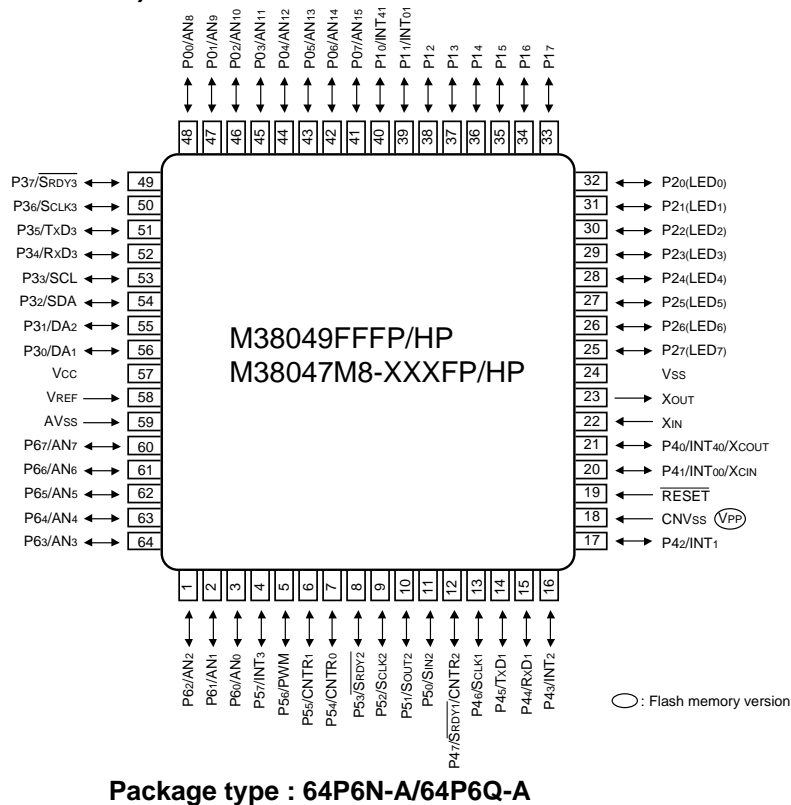 P00/AN8
P01/AN9
P02/AN10
P03/AN11
P04/AN12
P05/AN13
P06/AN14
P07/AN15
P10/INT41
P11/INT01
P12
P13
P14
P15
P16
P17
48 47 46 45 44 43 42 41 40 39 38 37 36 35 34 33
P37/SRDY3 49
P36/SCLK3 50
P35/TXD3 51
P34/RXD3 52
P33/SCL 53
P32/SDA 54
P31/DA2 55
P30/DA1 56
VCC 57
VREF 58
AVSS 59
P67/AN7 60
P66/AN6 61
P65/AN5 62
P64/AN4 63
P63/AN3 64
M38049FFFP/HP
M38047M8-XXXFP/HP
32 P20(LED0)
31 P21(LED1)
30 P22(LED2)
29 P23(LED3)
28 P24(LED4)
27 P25(LED5)
26 P26(LED6)
25 P27(LED7)
24 VSS
23 XOUT
22 XIN
21 P40/INT40/XCOUT
20 P41/INT00/XCIN
19 RESET
18 CNVSS VPP
17 P42/INT1
1 2 3 4 5 6 7 8 9 10 11 12 13 14 15 16
P62/AN2
P61/AN1
P60/AN0
P57/INT3
P56/PWM
P55/CNTR1
P54/CNTR0
P53/SRDY2
P52/SCLK2
P51/SOUT2
P50/SIN2
P47/SRDY1/CNTR2
P46/SCLK1
P45/TXD1
P44/RXD1
P43/INT2
: Flash memory version
Package type : 64P6N-A/64P6Q-A